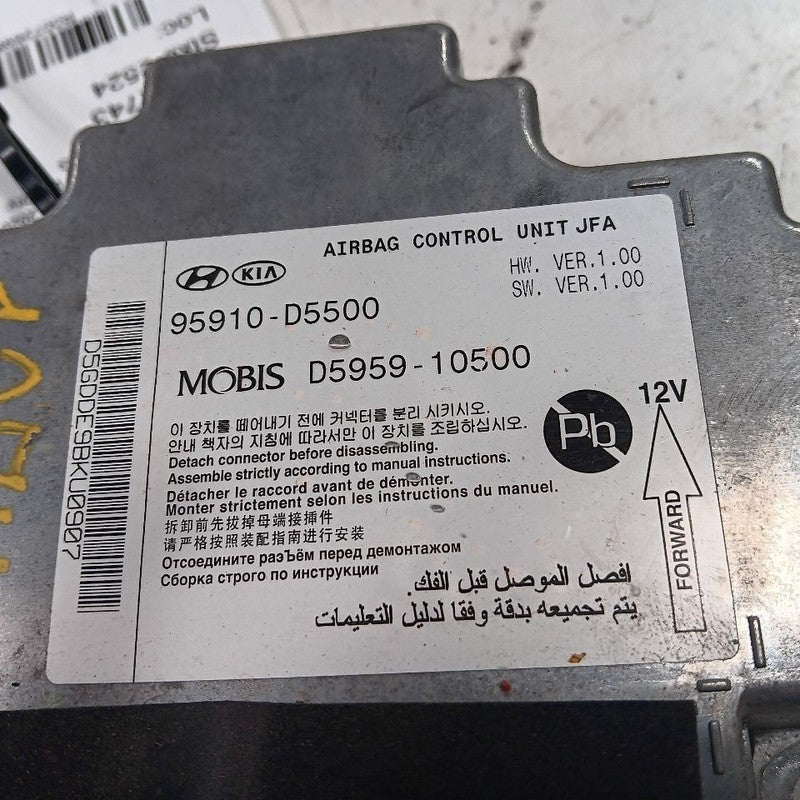 LOC
AIRBAG CONTROL UNIT JFA
KIA
HW. VER.1.00
SW. VER.1.00
95910-D5500
MOBIS D5959-10500
이 장치를 떼어내기 전에 커넥터를 분리 시키시오.
안내 책자의 지침에 따라서만 이 장치를 조립하십시오.
Detach connector before disassembling.
Assemble strictly according to manual instructions.
Détacher le raccord avant de démonter.
Monter strictement selon les instructions du manuel.
拆卸前先拔掉母端接插件
请严格按照装配指南进行安装
Отсоедините разЪём перед демонтажом
Сборка строго по инструкции
افصل الموصل قبل الفك.
يتم تجميعه بدقة وفقا لدليل التعليمات
Pb
12V
FORWARD
D5GDDE9BKU0907